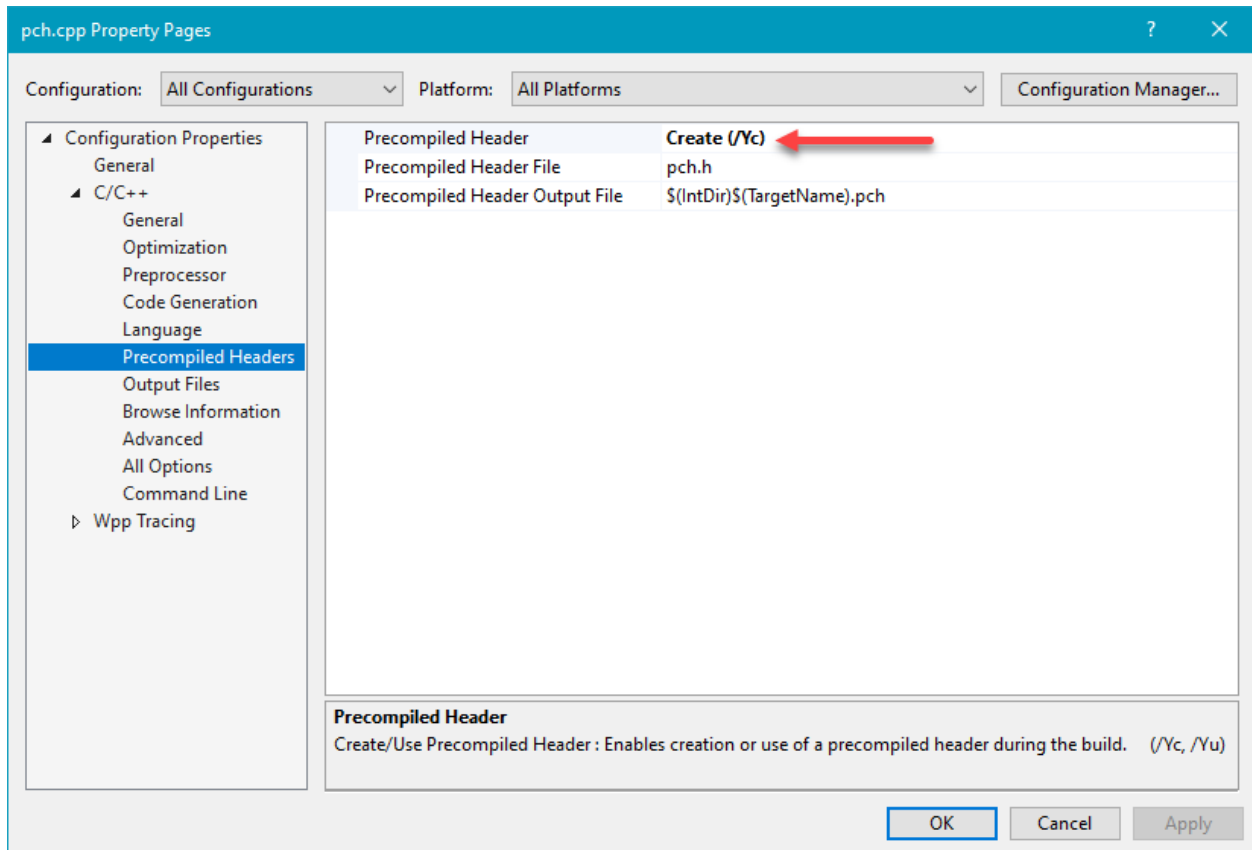 pch.cpp Property Pages
Configuration: All Configurations Platform: All Platforms Configuration Manager...
Configuration Properties
General
C/C++
General
Optimization
Preprocessor
Code Generation
Language
Precompiled Headers
Output Files
Browse Information
Advanced
All Options
Command Line
Wpp Tracing
Precompiled Header Create (/Yc)
Precompiled Header File pch.h
Precompiled Header Output File $(IntDir)$(TargetName).pch
Precompiled Header
Create/Use Precompiled Header : Enables creation or use of a precompiled header during the build. (/Yc, /Yu)
OK Cancel Apply